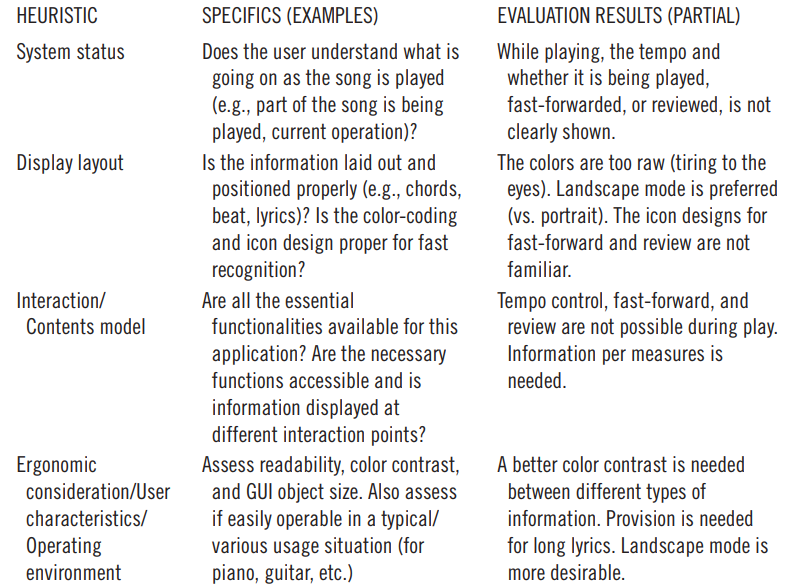 HEURISTIC SPECIFICS (EXAMPLES) EVALUATION RESULTS (PARTIAL)
System status Does the user understand what is While playing, the tempo and
going on as the song is played whether it is being played,
(e.g., part of the song is being fast-forwarded, or reviewed, is not
played, current operation)? clearly shown.
Display layout Is the information laid out and The colors are too raw (tiring to the
positioned properly (e.g., chords, eyes). Landscape mode is preferred
beat, lyrics)? Is the color-coding (vs. portrait). The icon designs for
and icon design proper for fast fast-forward and review are not
recognition? familiar.
Interaction/ Are all the essential Tempo control, fast-forward, and
Contents model functionalities available for this review are not possible during play.
application? Are the necessary Information per measures is
functions accessible and is needed.
information displayed at
different interaction points?
Ergonomic Assess readability, color contrast, A better color contrast is needed
consideration/User and GUI object size. Also assess between different types of
characteristics/ if easily operable in a typical/ information. Provision is needed
Operating various usage situation (for for long lyrics. Landscape mode is
environment piano, guitar, etc.) more desirable.